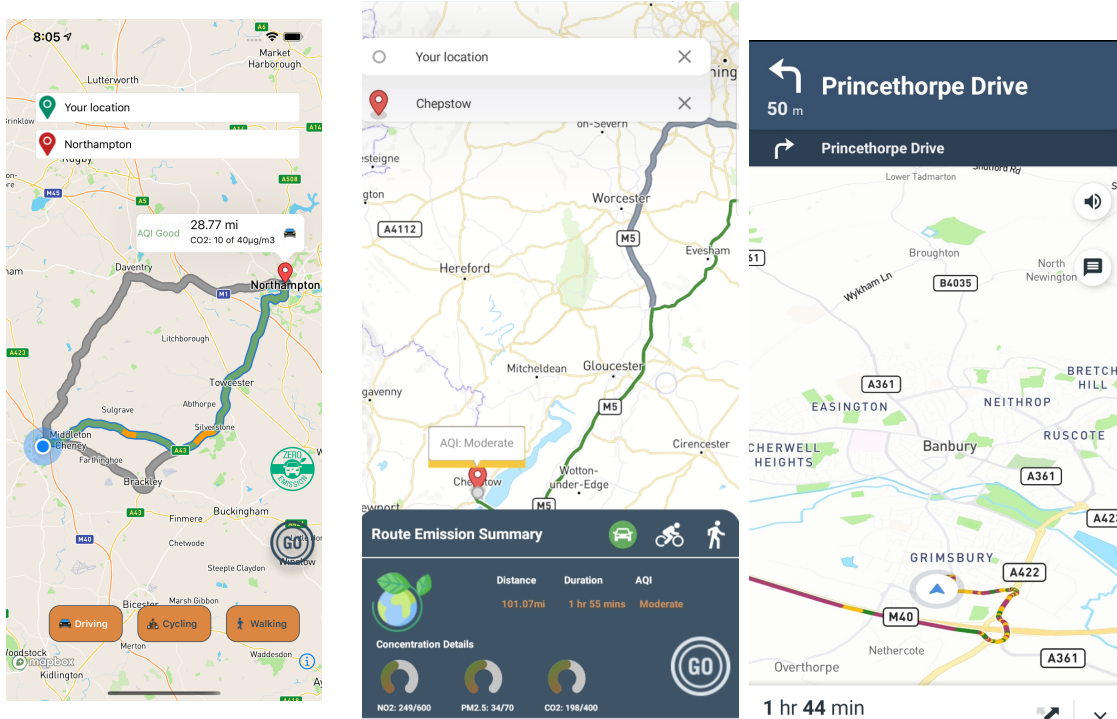 8:05
A6
Market
Harborough
Lutterworth
Your location
A14
Northampton
Rugby
M45
A508
A5
28.77 mi
AQI Good
CO2: 10 of 40µg/m3
Daventry
Northampton
M1
Litchborough
A423
Towcester
Sulgrave
Abthorpe
Silverstone
Middleton
Cheney
A43
Farthinghoe
ZERO
EMISSION
Brackley
A43
Finmere
Buckingham
M40
Chetwode
GO
Winslow
Steeple Claydon
Bicester
Marsh Gibbon
Driving
Cycling
Walking
Merton
Waddesdon
mapbox
Kidlington
Your location
Chepstow
on-Severn
Worcester
A4112
M5
Evesham
Hereford
Mitcheldean
Gloucester
M5
AQI: Moderate
Cirencester
Chepstow
Wotton-
under-Edge
M5
Route Emission Summary
Distance
Duration
AQI
101.07mi
1 hr 55 mins
Moderate
Concentration Details
GO
NO2: 249/600
PM2.5: 34/70
CO2: 198/400
Princethorpe Drive
50 m
Princethorpe Drive
Lower Tadmarton
Shutford Rd
Broughton
North
Newington
Wykham Ln
B4035
A361
EASINGTON
NEITHROP
BRETCH
HILL
RUSCOTE
Banbury
CHERWELL
HEIGHTS
A361
GRIMSBURY
A422
M40
Nethercote
A361
Overthorpe
1 hr 44 min